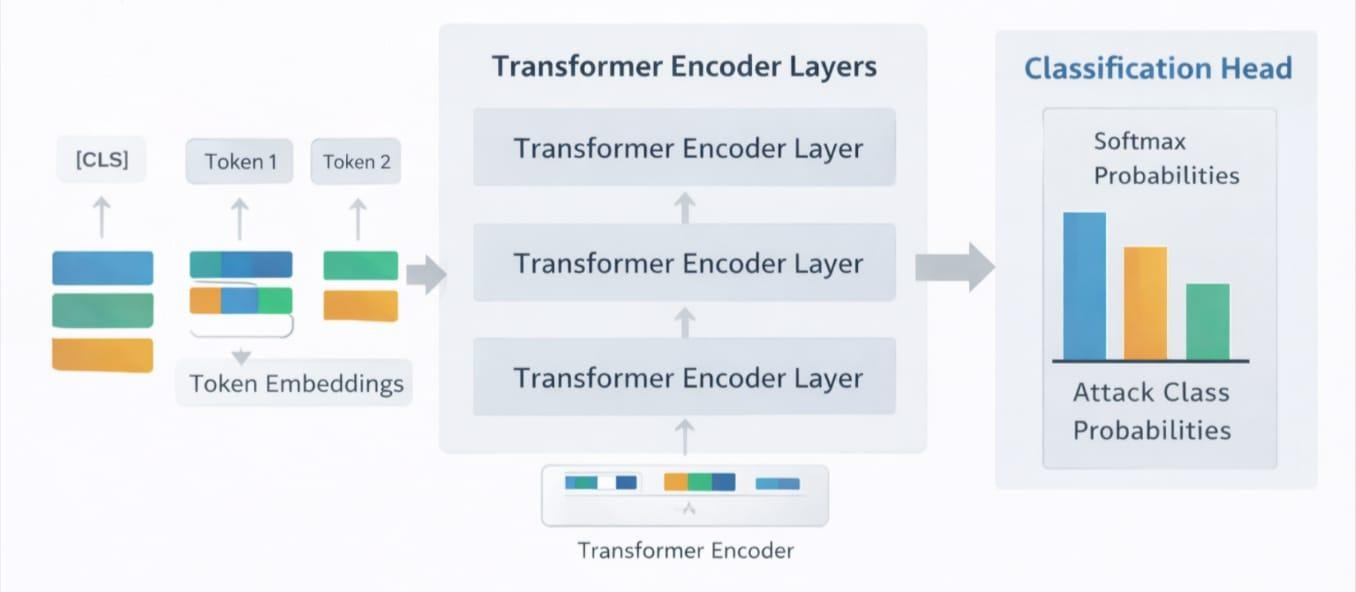 [CLS]
Token 1
Token 2
Token Embeddings
Transformer Encoder Layers
Transformer Encoder Layer
Transformer Encoder Layer
Transformer Encoder Layer
Transformer Encoder
Classification Head
Softmax
Probabilities
Attack Class
Probabilities